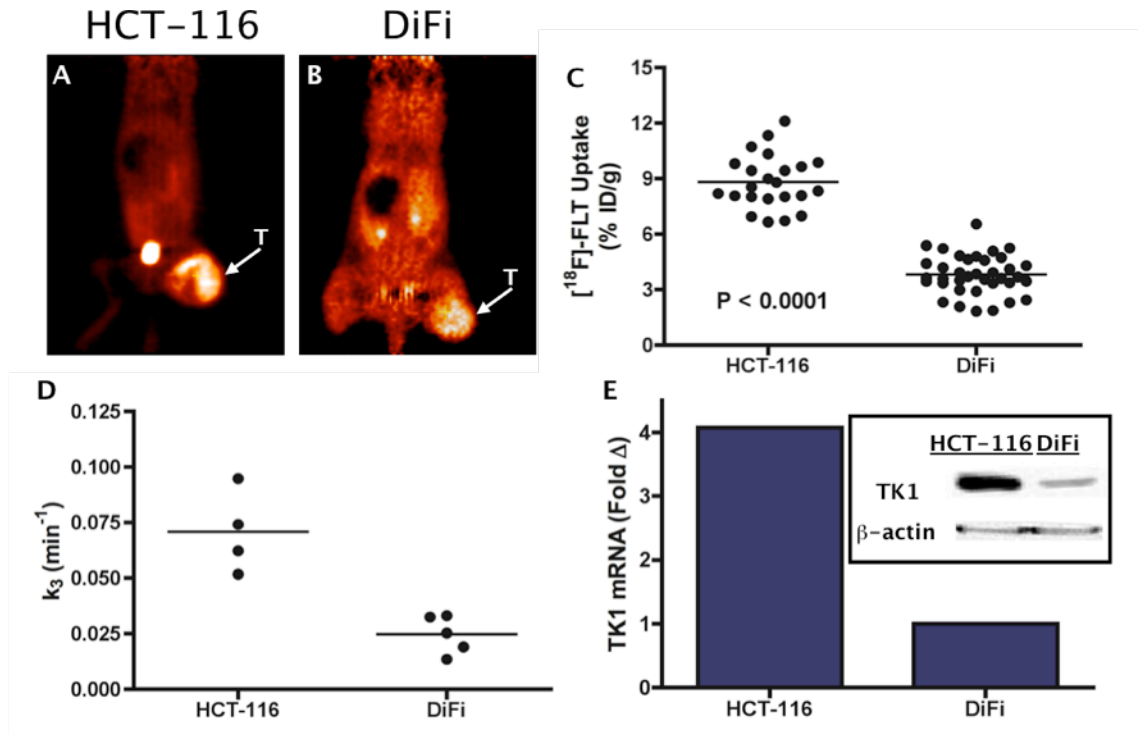 HCT-116
DiFi
A
T
B
T
C
[¹⁸F]-FLT Uptake
(% ID/g)
15
12
9
6
3
0
P < 0.0001
HCT-116
DiFi
D
k₃ (min⁻¹)
0.125
0.100
0.075
0.050
0.025
0.000
HCT-116
DiFi
E
TK1 mRNA (Fold Δ)
4
3
2
1
0
HCT-116 DiFi
TK1
β-actin
HCT-116
DiFi